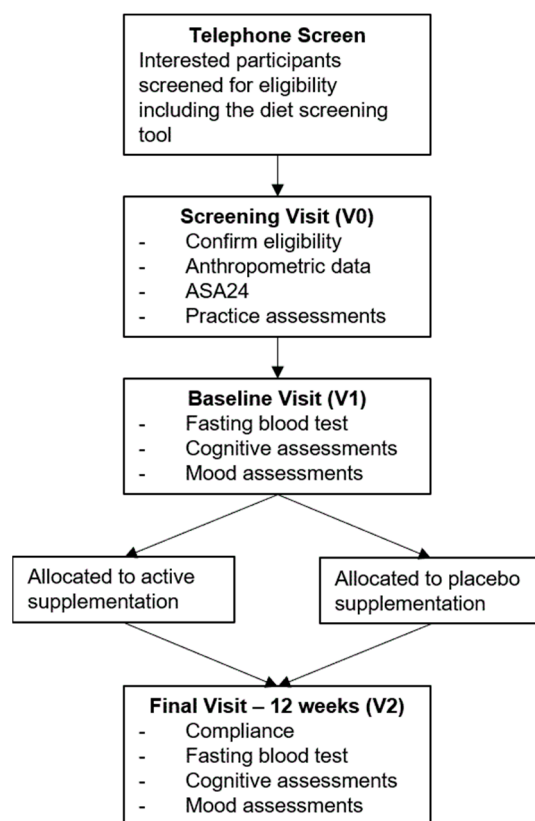 Telephone Screen
Interested participants
screened for eligibility
including the diet screening
tool
Screening Visit (V0)
- Confirm eligibility
- Anthropometric data
- ASA24
- Practice assessments
Baseline Visit (V1)
- Fasting blood test
- Cognitive assessments
- Mood assessments
Allocated to active
supplementation
Allocated to placebo
supplementation
Final Visit – 12 weeks (V2)
- Compliance
- Fasting blood test
- Cognitive assessments
- Mood assessments